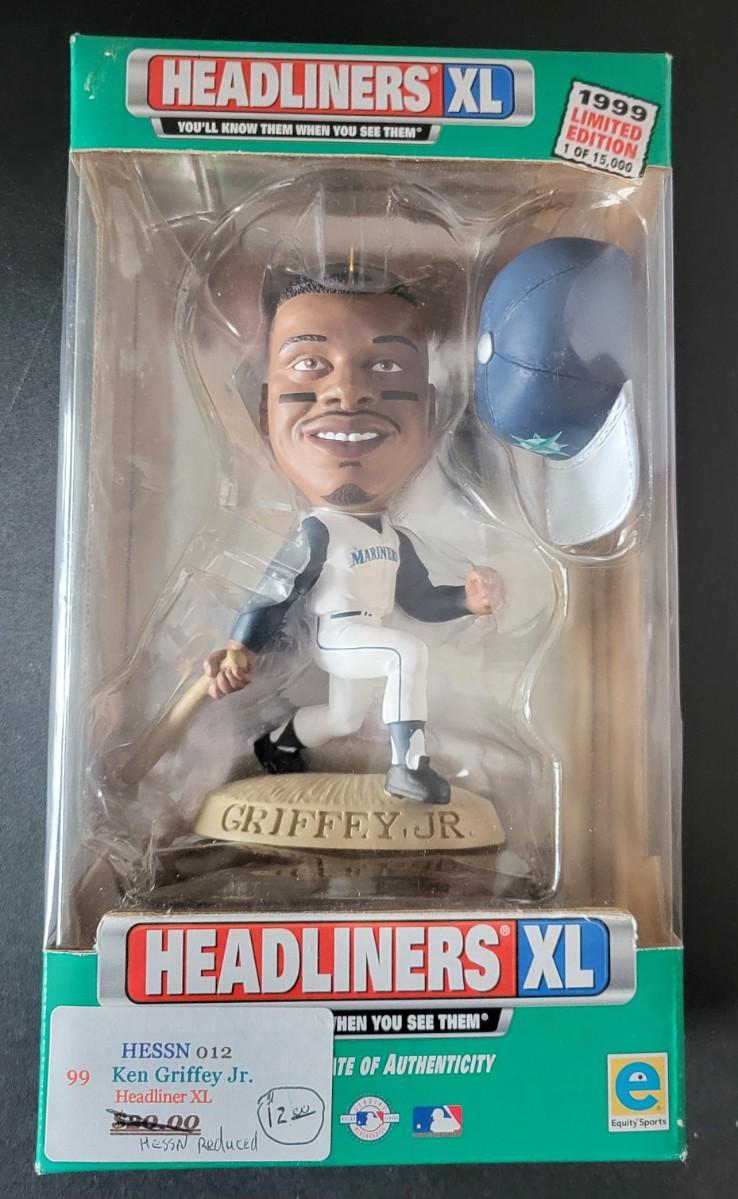 HEADLINERS® XL
YOU'LL KNOW THEM WHEN YOU SEE THEM®
1999
LIMITED
EDITION
1 OF 15,000
MARINER
GRIFFEY, JR.
HEADLINERS® XL
WHEN YOU SEE THEM®
TE OF AUTHENTICITY
HESSN 012
99 Ken Griffey Jr.
Headliner XL
$20.00
$12.00
HESSN Reduced
e
Equity Sports